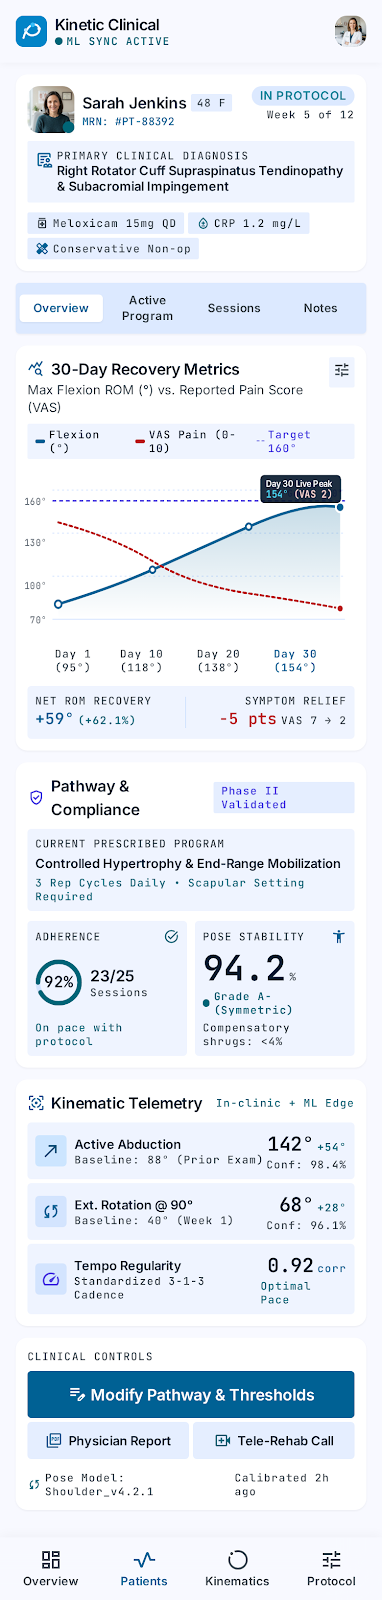 Kinetic Clinical
ML SYNC ACTIVE
Sarah Jenkins 48 F
MRN: #PT-88392
IN PROTOCOL
Week 5 of 12
PRIMARY CLINICAL DIAGNOSIS
Right Rotator Cuff Supraspinatus Tendinopathy
& Subacromial Impingement
Meloxicam 15mg QD
CRP 1.2 mg/L
Conservative Non-op
Overview
Active
Program
Sessions
Notes
30-Day Recovery Metrics
Max Flexion ROM (°) vs. Reported Pain Score
(VAS)
Flexion
(°)
VAS Pain (0-
10)
Target
160°
Day 30 Live Peak
154° (VAS 2)
160°
130°
100°
70°
Day 1
(95°)
Day 10
(118°)
Day 20
(138°)
Day 30
(154°)
NET ROM RECOVERY
+59° (+62.1%)
SYMPTOM RELIEF
-5 pts VAS 7 → 2
Pathway &
Compliance
Phase II
Validated
CURRENT PRESCRIBED PROGRAM
Controlled Hypertrophy & End-Range Mobilization
3 Rep Cycles Daily • Scapular Setting
Required
ADHERENCE
92%
23/25
Sessions
On pace with
protocol
POSE STABILITY
94.2%
Grade A-
(Symmetric)
Compensatory
shrugs: <4%
Kinematic Telemetry
In-clinic + ML Edge
Active Abduction
Baseline: 88° (Prior Exam)
142° +54°
Conf: 98.4%
Ext. Rotation @ 90°
Baseline: 40° (Week 1)
68° +28°
Conf: 96.1%
Tempo Regularity
Standardized 3-1-3
Cadence
0.92 corr
Optimal
Pace
CLINICAL CONTROLS
Modify Pathway & Thresholds
PDF
Physician Report
Tele-Rehab Call
Pose Model:
Shoulder_v4.2.1
Calibrated 2h
ago
Overview
Patients
Kinematics
Protocol